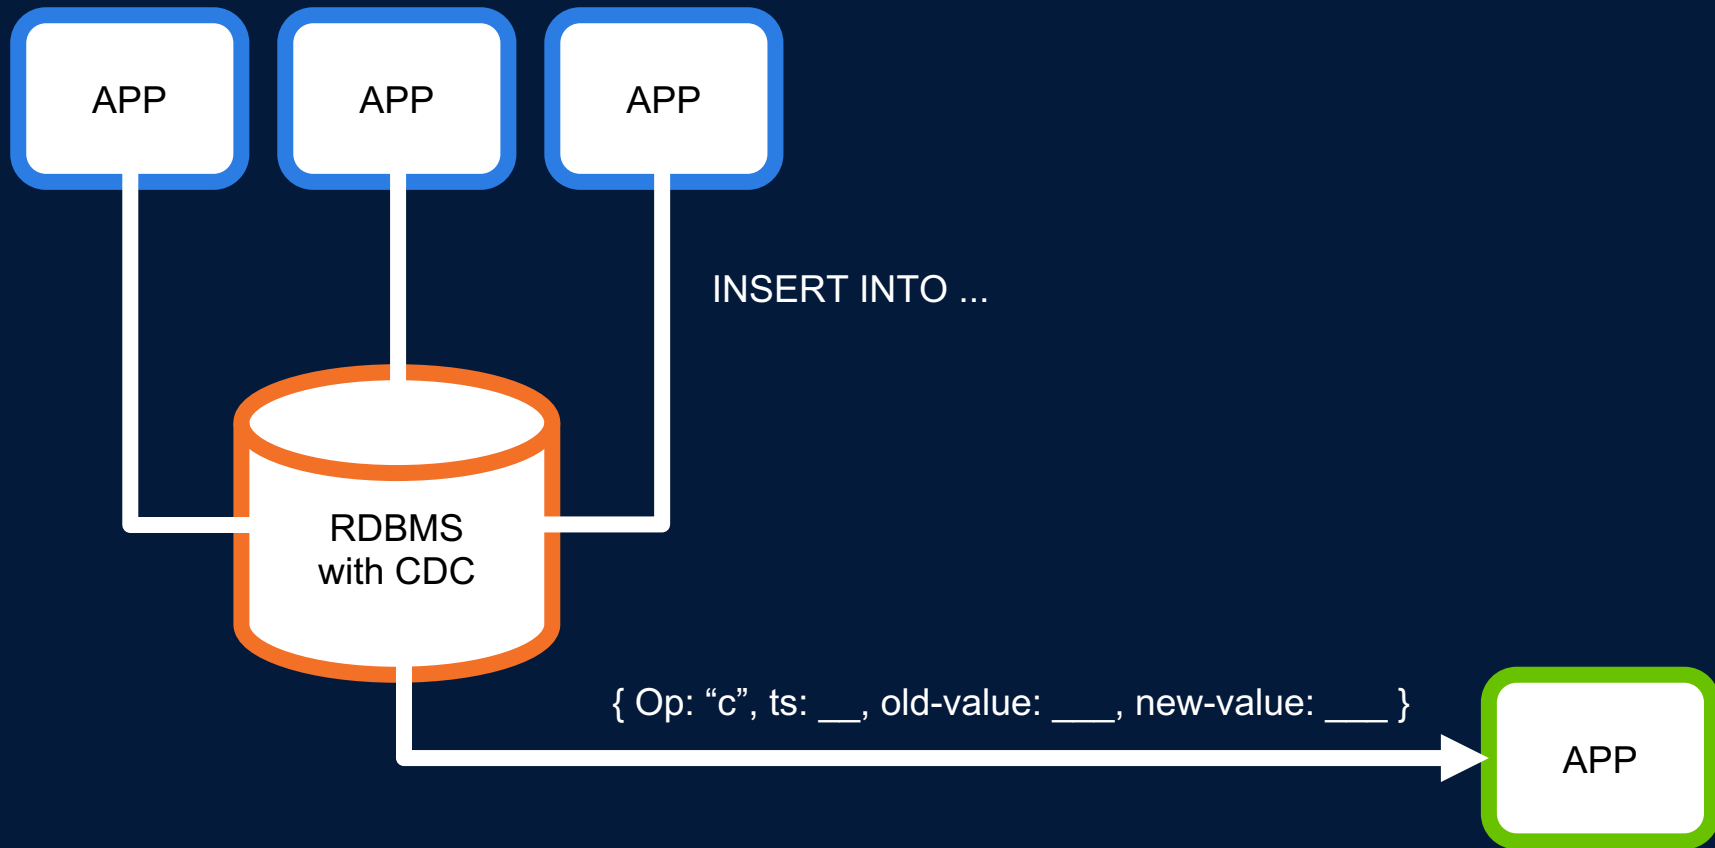 APP
APP
APP
INSERT INTO ...
RDBMS
with CDC
{ Op: “c”, ts: __, old-value: ___, new-value: ___ }
APP